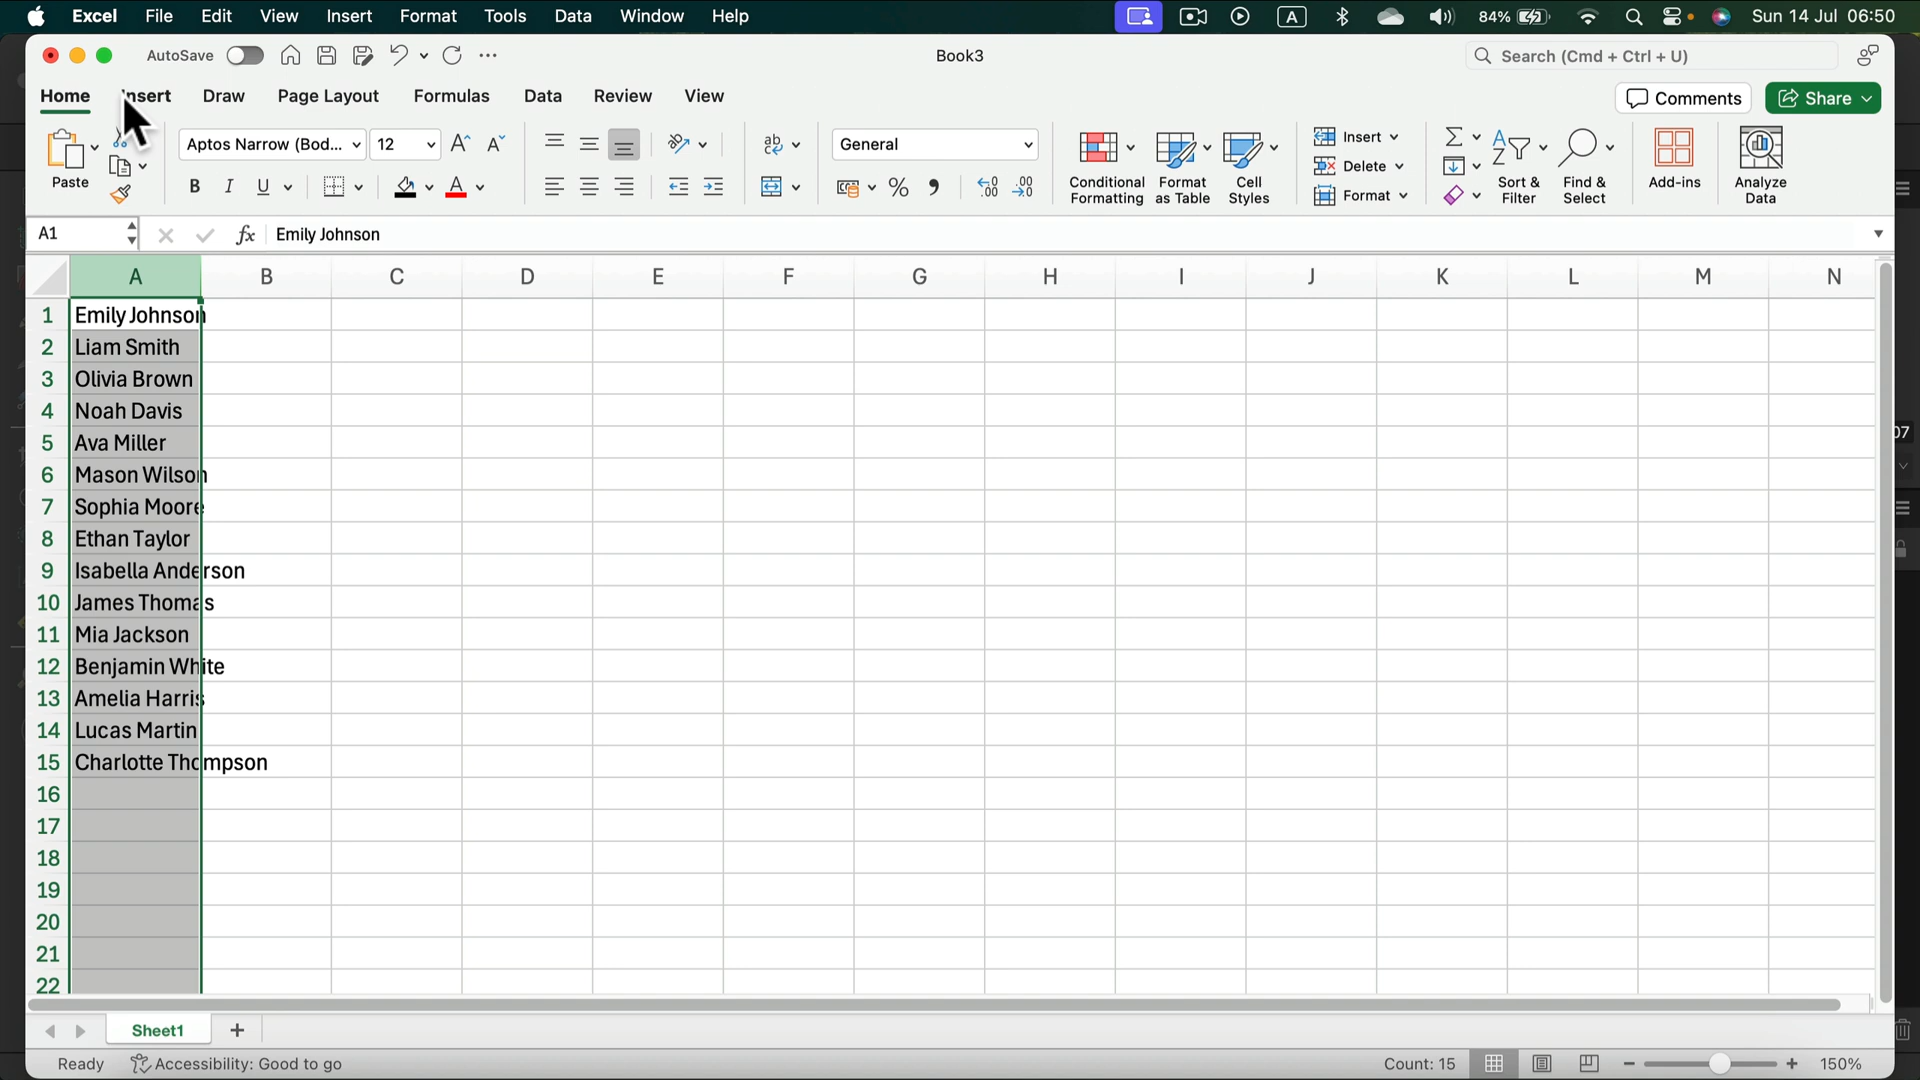 Excel File Edit View Insert Format Tools Data Window Help A 84% Sun 14 Jul 06:50
AutoSave Book3 Search (Cmd + Ctrl + U)
Home Insert Draw Page Layout Formulas Data Review View Comments Share
Paste Aptos Narrow (Bod... 12 A A ab General Conditional Formatting Format as Table Cell Styles Insert Delete Format Sort & Filter Find & Select Add-ins Analyze Data
B I U A % .00
A1 fx Emily Johnson
A B C D E F G H I J K L M N
1 Emily Johnson
2 Liam Smith
3 Olivia Brown
4 Noah Davis
5 Ava Miller
6 Mason Wilson
7 Sophia Moore
8 Ethan Taylor
9 Isabella Anderson
10 James Thomas
11 Mia Jackson
12 Benjamin White
13 Amelia Harris
14 Lucas Martin
15 Charlotte Thompson
16
17
18
19
20
21
22
Sheet1 +
Ready Accessibility: Good to go Count: 15 150%